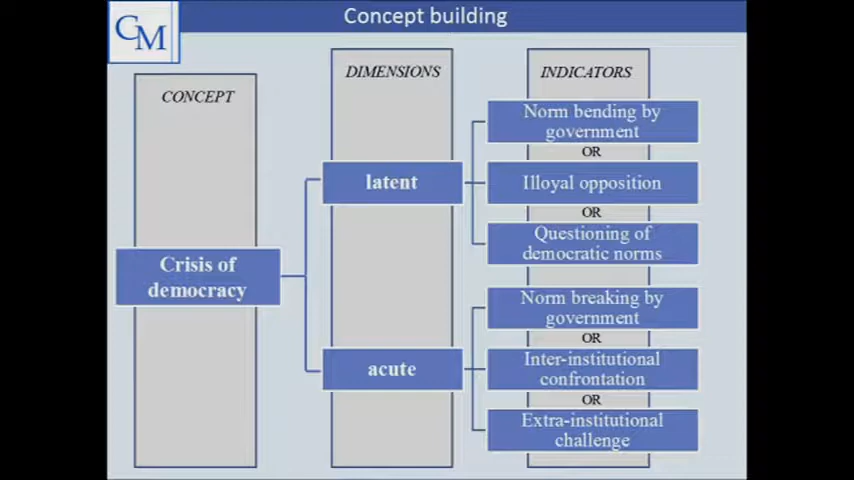 CM
Concept building
CONCEPT
DIMENSIONS
INDICATORS
Crisis of
democracy
latent
Norm bending by
government
OR
Illoyal opposition
OR
Questioning of
democratic norms
acute
Norm breaking by
government
OR
Inter-institutional
confrontation
OR
Extra-institutional
challenge